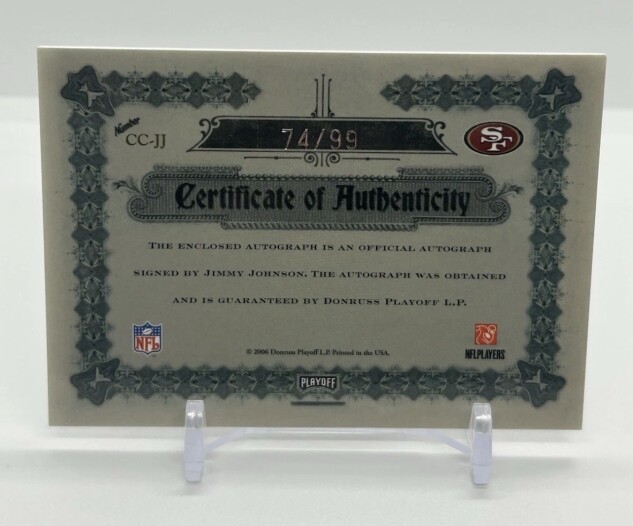 Number
CC-JJ
74/99
SF
Certificate of Authenticity
The enclosed autograph is an official autograph
signed by Jimmy Johnson. The autograph was obtained
and is guaranteed by Donruss Playoff L.P.
NFL
© 2006 Donruss Playoff L.P. Printed in the USA.
NFLPLAYERS
PLAYOFF